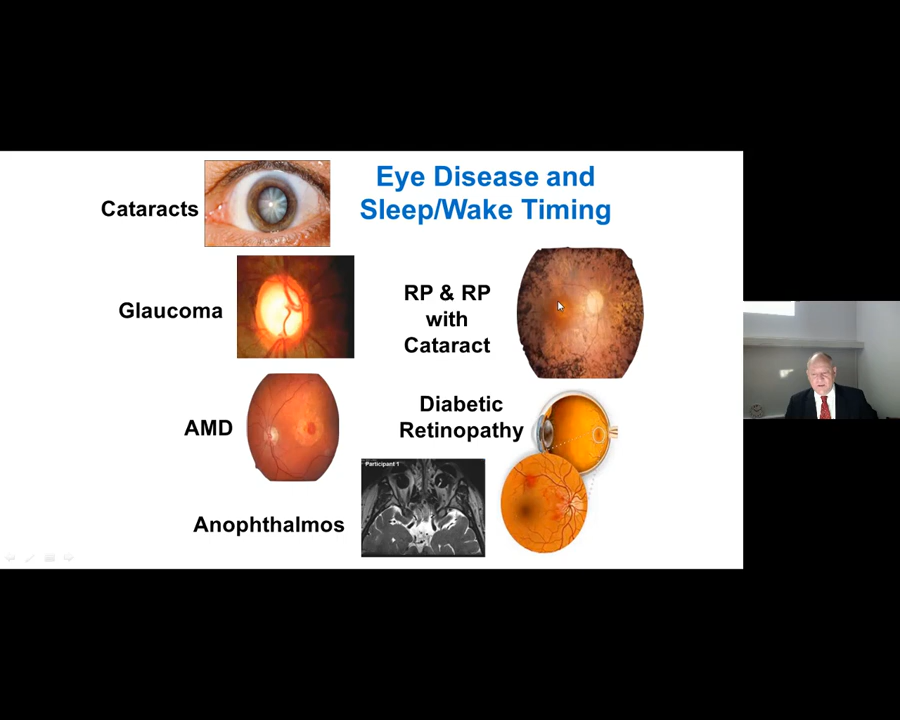 Eye Disease and
Sleep/Wake Timing
Cataracts
Glaucoma
AMD
Anophthalmos
Participant 1
RP & RP
with
Cataract
Diabetic
Retinopathy